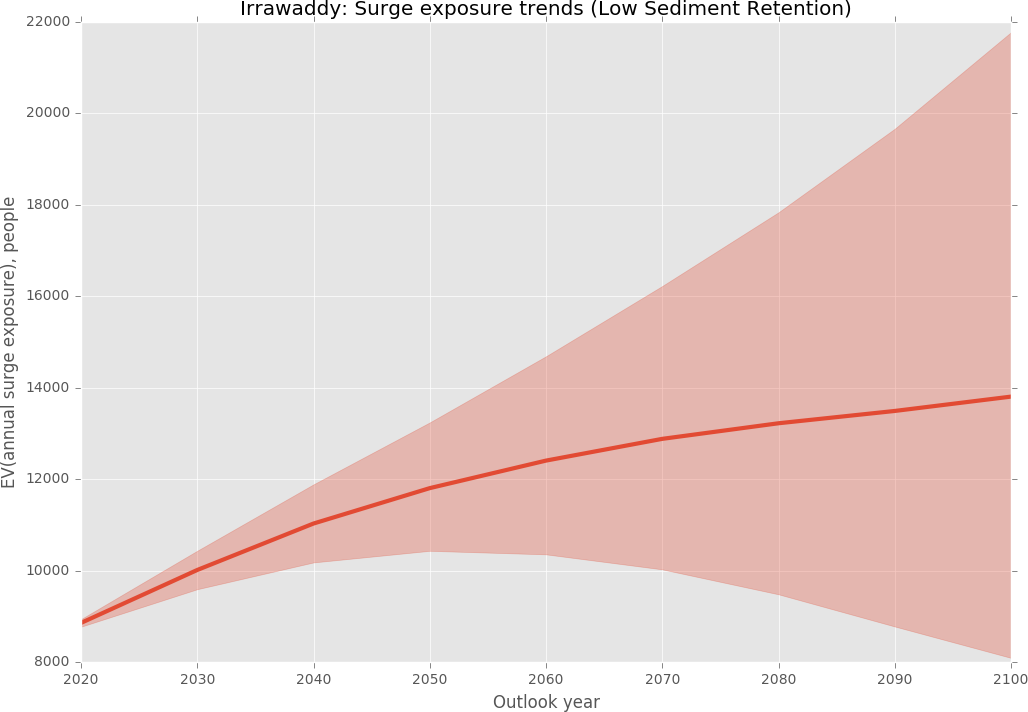 Irrawaddy: Surge exposure trends (Low Sediment Retention)
22000
20000
18000
16000
14000
12000
10000
8000
EV(annual surge exposure), people
2020 2030 2040 2050 2060 2070 2080 2090 2100
Outlook year